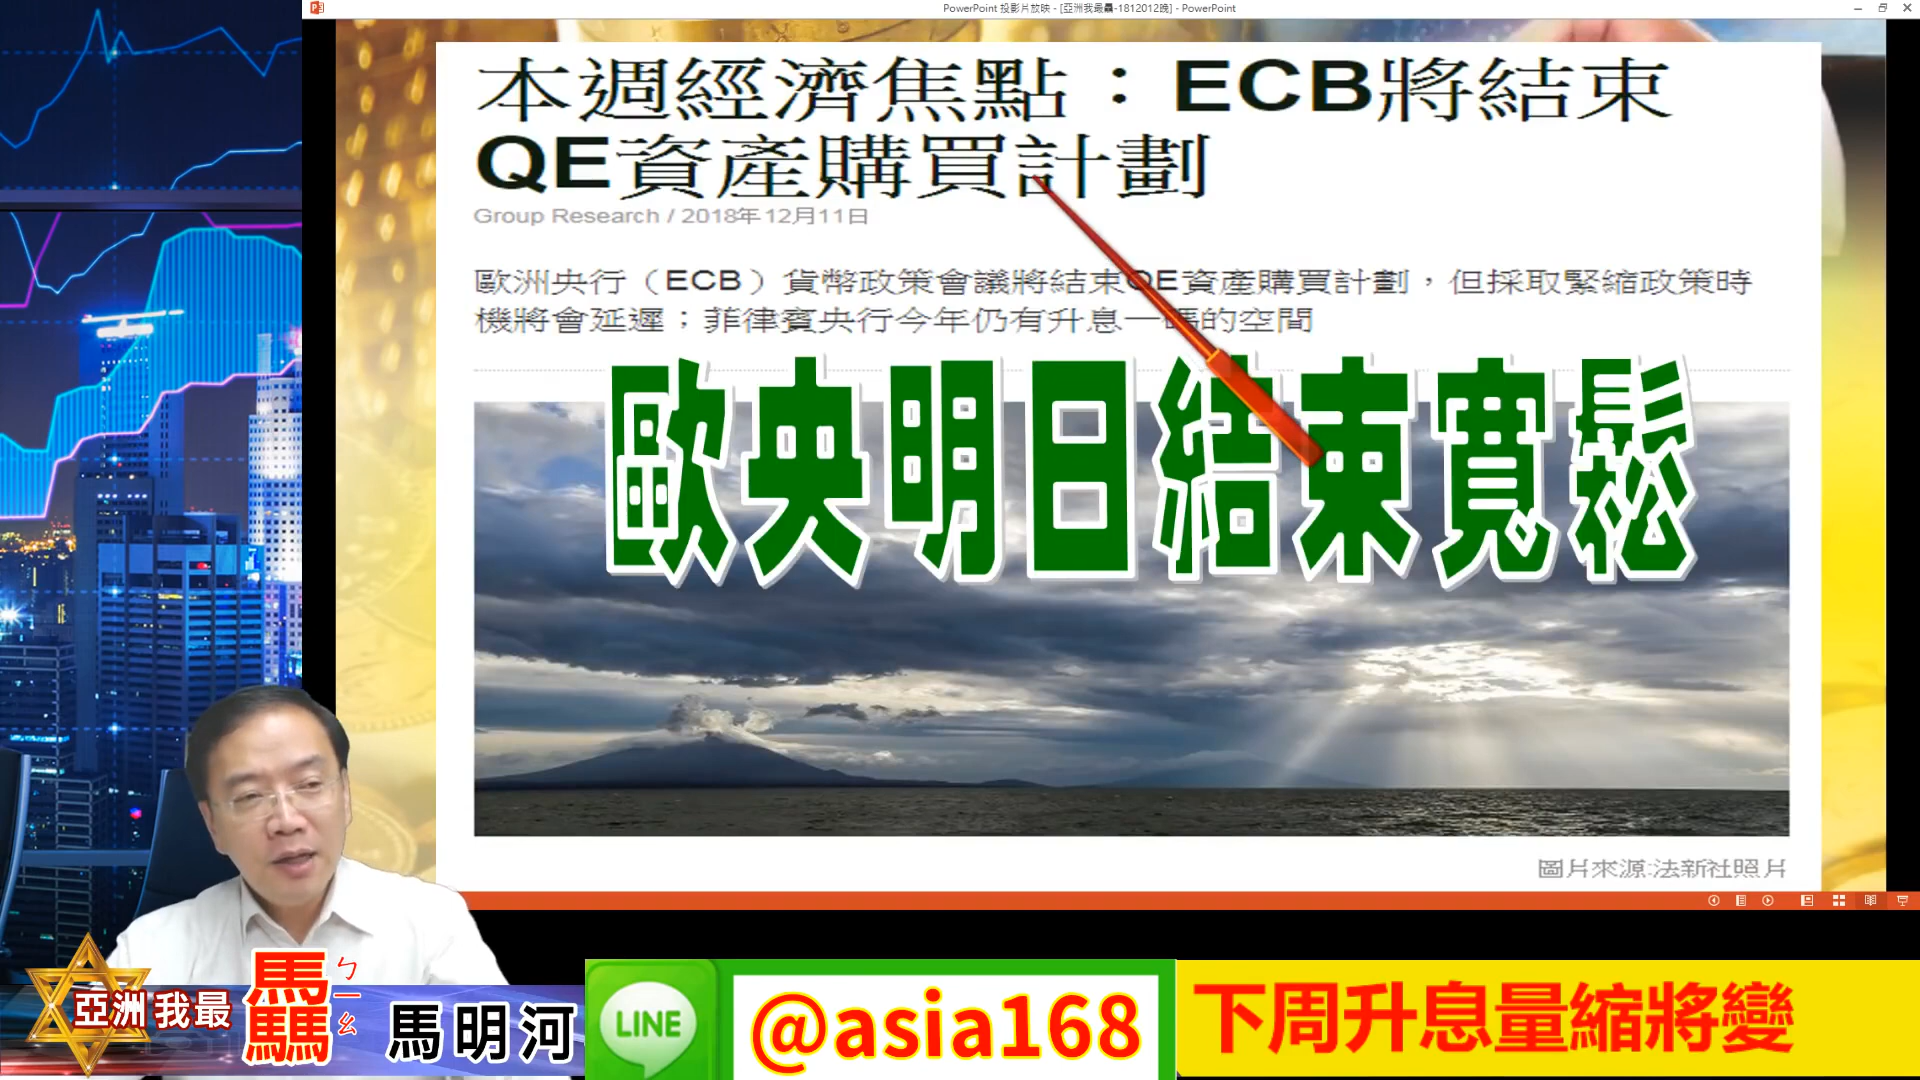 PowerPoint 投影片放映 - [亞洲我最驫-1812012晚] - PowerPoint
本週經濟焦點：ECB將結束
QE資產購買計劃
Group Research / 2018年12月11日
歐洲央行（ECB）貨幣政策會議將結束QE資產購買計劃，但採取緊縮政策時
機將會延遲；菲律賓央行今年仍有升息一碼的空間
歐央明日結束寬鬆
圖片來源:法新社照片
亞洲我最
驫
ㄅㄧㄠ
馬明河
LINE
@asia168
下周升息量縮將變